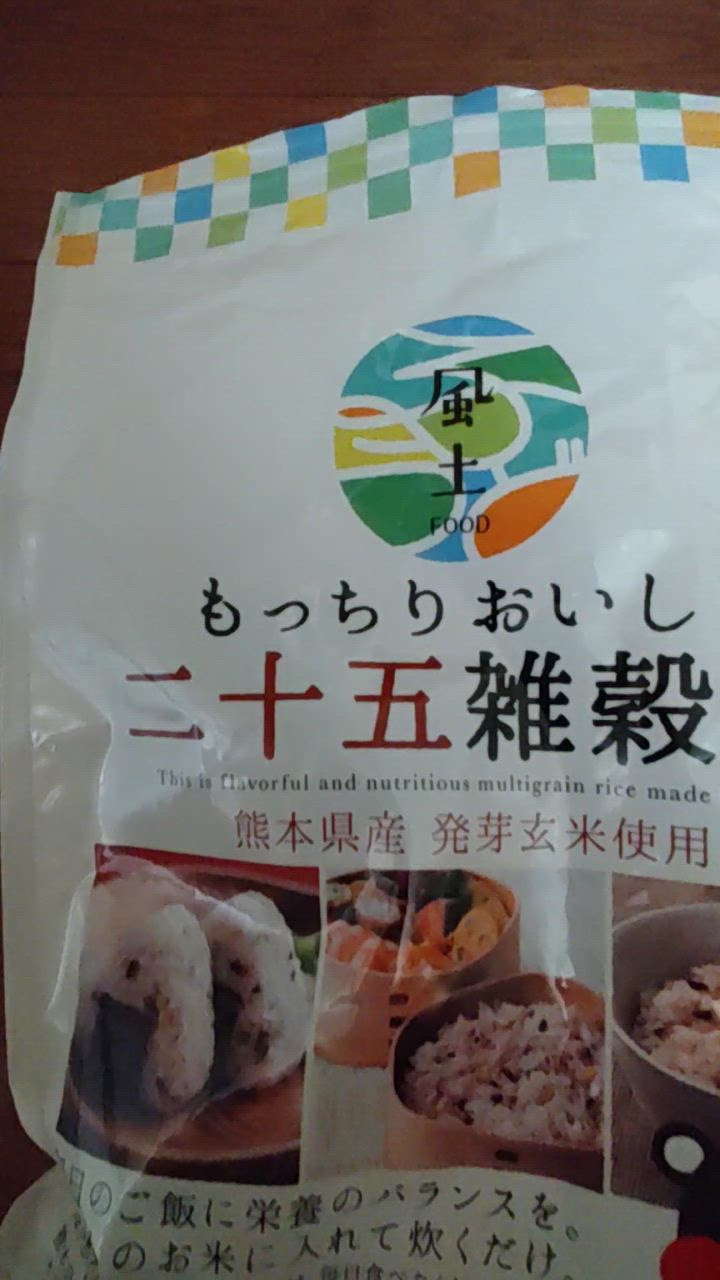 風土
FOOD
もっちりおいし
二十五雑穀
This is flavorful and nutritious multigrain rice made
熊本県産 発芽玄米使用
のご飯に栄養のバランスを。
のお米に入れて炊くだけ。